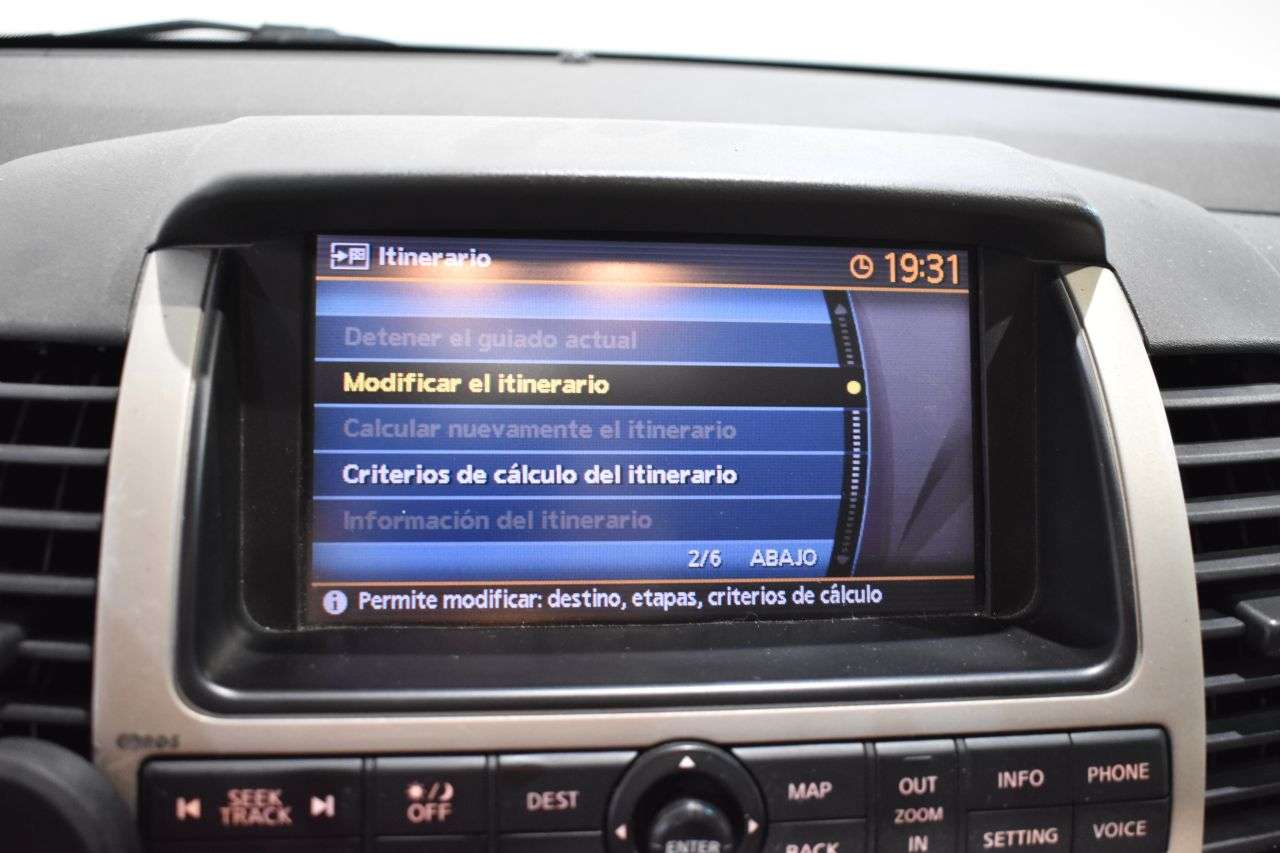 Itinerario 19:31
Detener el guiado actual
Modificar el itinerario
Calcular nuevamente el itinerario
Criterios de cálculo del itinerario
Información del itinerario
2/6 ABAJO
Permite modificar: destino, etapas, criterios de cálculo
SEEK TRACK
OFF
DEST
MAP
OUT
ZOOM
IN
INFO
PHONE
ENTER
BACK
SETTING
VOICE